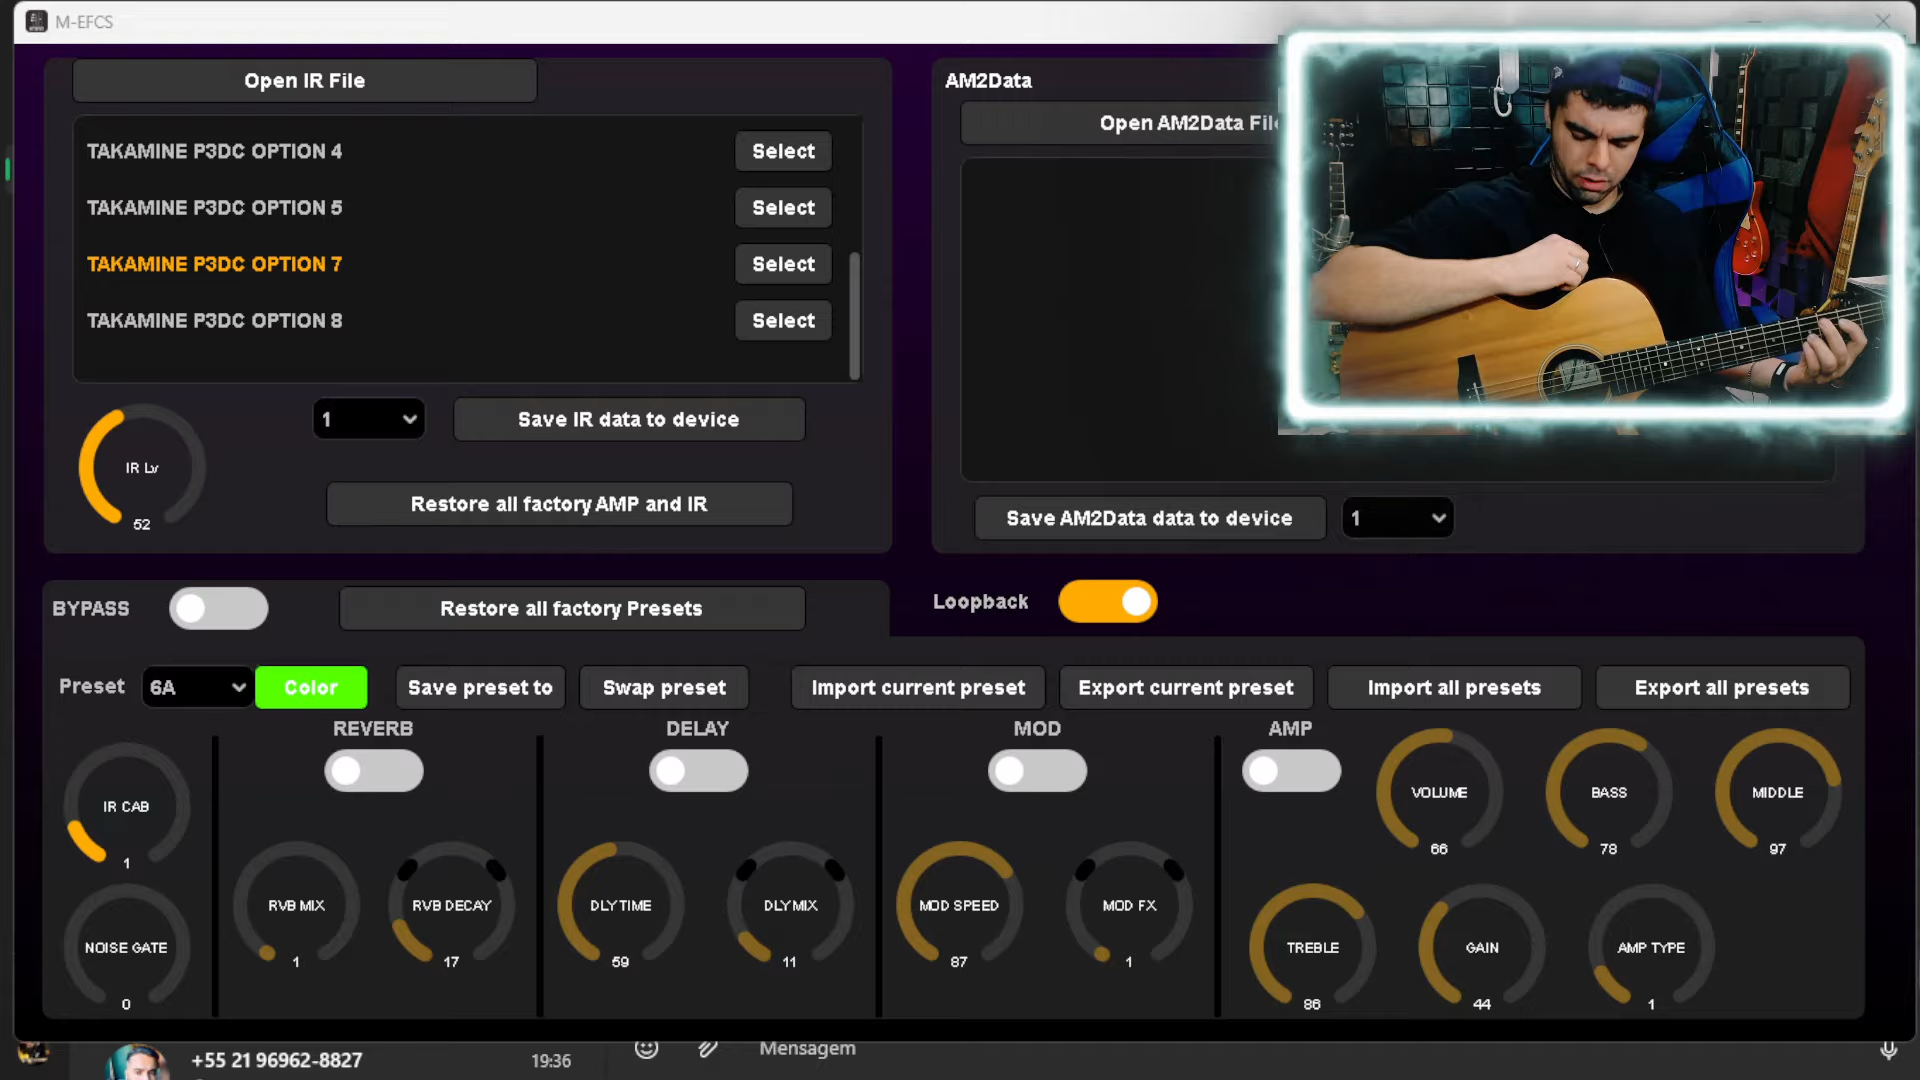 M-EFCS
Open IR File
TAKAMINE P3DC OPTION 4
Select
TAKAMINE P3DC OPTION 5
Select
TAKAMINE P3DC OPTION 7
Select
TAKAMINE P3DC OPTION 8
Select
IR Lv
52
1
Save IR data to device
Restore all factory AMP and IR
AM2Data
Open AM2Data File
Save AM2Data data to device
1
BYPASS
Restore all factory Presets
Loopback
Preset
6A
Color
Save preset to
Swap preset
Import current preset
Export current preset
Import all presets
Export all presets
REVERB
DELAY
MOD
AMP
IR CAB
1
NOISE GATE
0
RVB MIX
1
RVB DECAY
17
DLY TIME
59
DLY MIX
11
MOD SPEED
87
MOD FX
1
VOLUME
66
BASS
78
MIDDLE
97
TREBLE
86
GAIN
44
AMP TYPE
1
+55 21 96962-8827
19:36
Mensagem